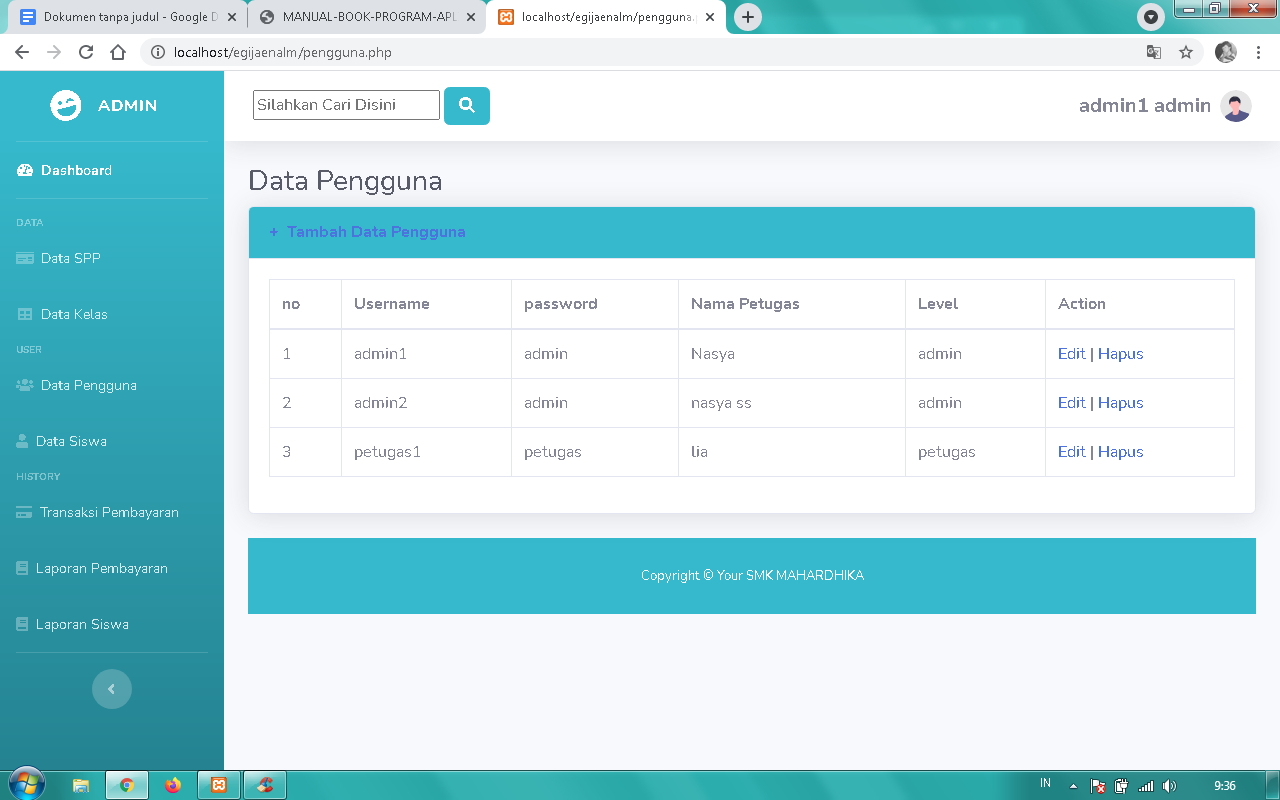 Dokumen tanpa judul - Google D
MANUAL-BOOK-PROGRAM-APL
localhost/egijaenalm/pengguna.
localhost/egijaenalm/pengguna.php
ADMIN
Silahkan Cari Disini
admin1 admin
Dashboard
DATA
Data SPP
Data Kelas
USER
Data Pengguna
Data Siswa
HISTORY
Transaksi Pembayaran
Laporan Pembayaran
Laporan Siswa
Data Pengguna
+ Tambah Data Pengguna
no Username password Nama Petugas Level Action
1 admin1 admin Nasya admin Edit | Hapus
2 admin2 admin nasya ss admin Edit | Hapus
3 petugas1 petugas lia petugas Edit | Hapus
Copyright © Your SMK MAHARDHIKA
IN
9:36